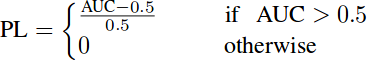 PL = { (AUC−0.5)/0.5 if AUC > 0.5
0 otherwise